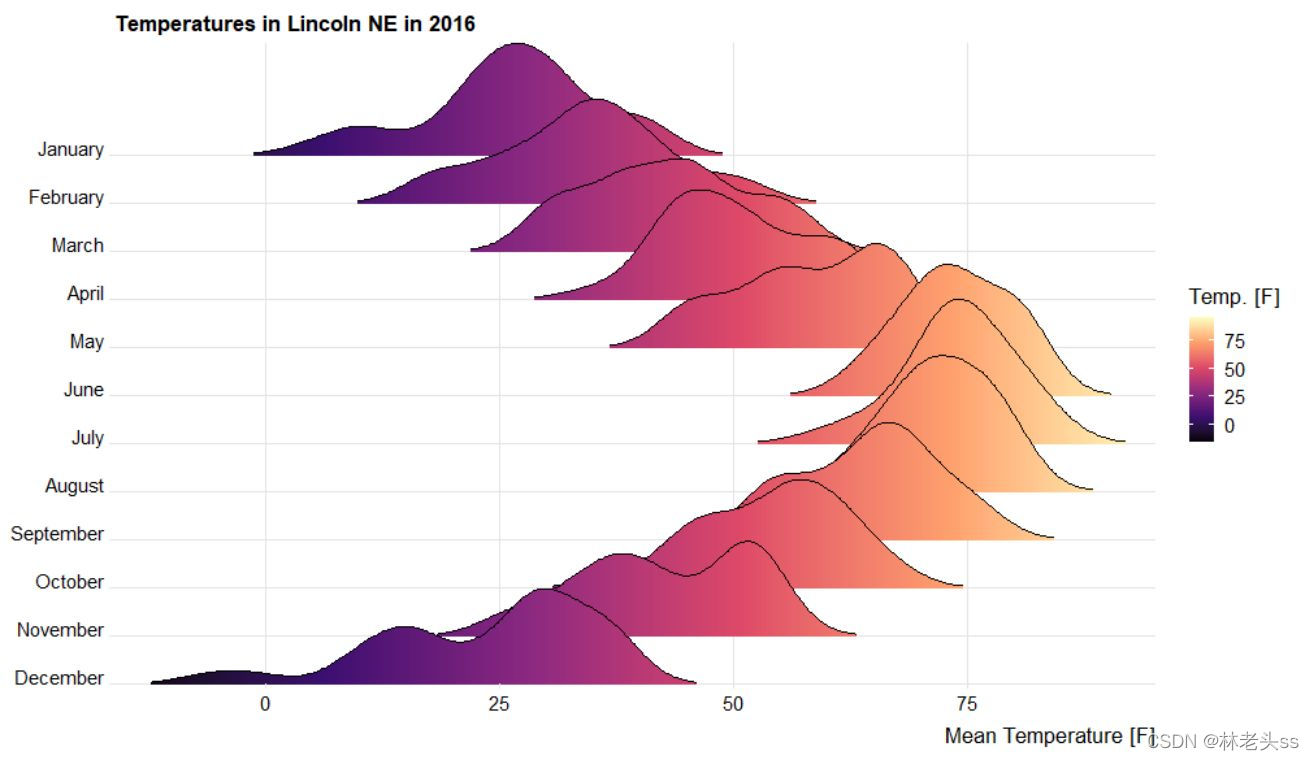 Temperatures in Lincoln NE in 2016
January
February
March
April
May
June
July
August
September
October
November
December
0 25 50 75
Mean Temperature [F]
Temp. [F]
75
50
25
0
CSDN @林老头ss